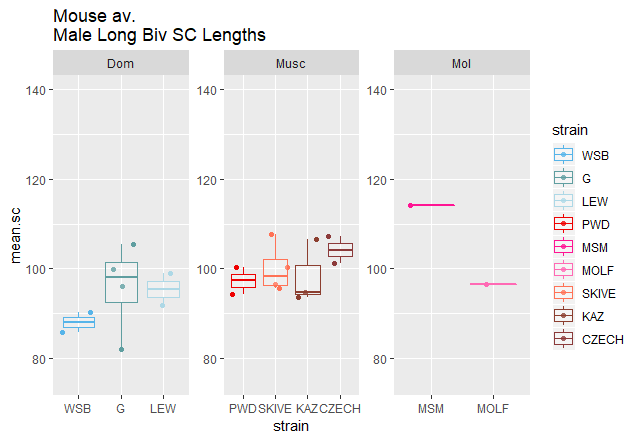 Mouse av.
Male Long Biv SC Lengths
Dom
Musc
Mol
mean.sc
140
120
100
80
140
120
100
80
140
120
100
80
WSB G LEW
PWD SKIVE KAZ CZECH
MSM MOLF
strain
strain
WSB
G
LEW
PWD
MSM
MOLF
SKIVE
KAZ
CZECH